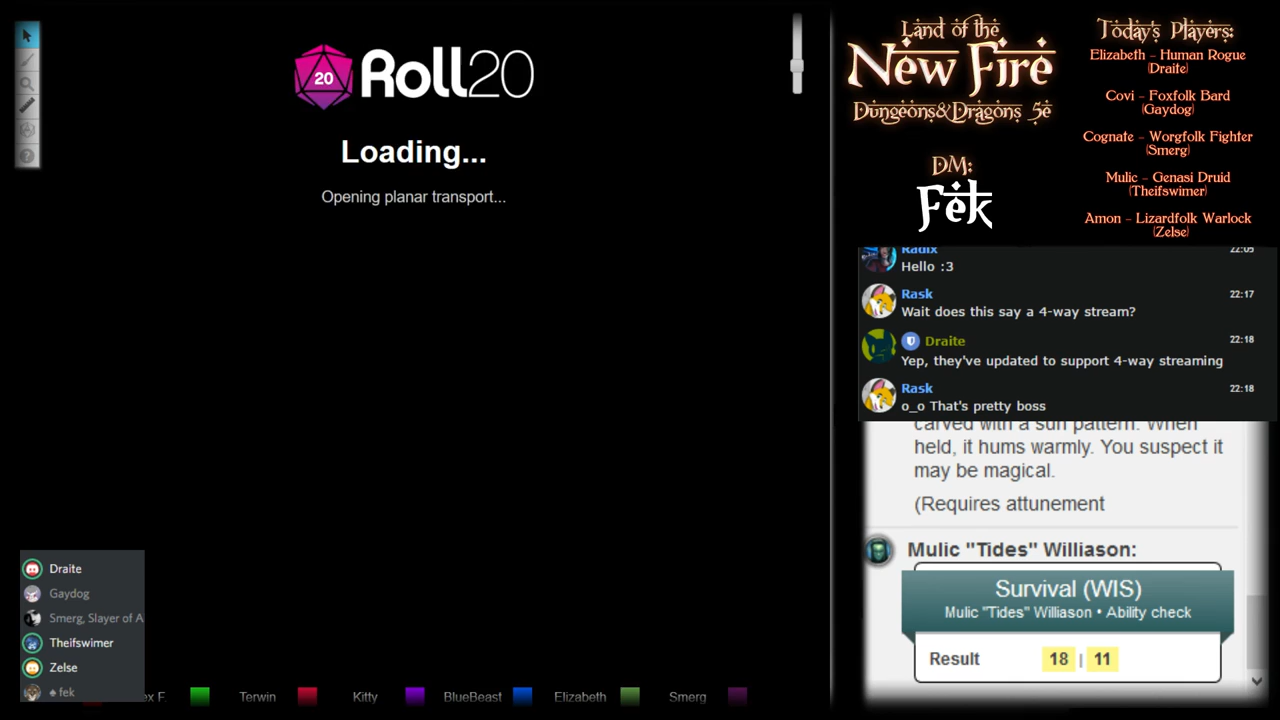 20 Roll20
Loading...
Opening planar transport...
Land of the
New Fire
Dungeons&Dragons 5e
DM:
Fek
Today's Players:
Elizabeth - Human Rogue
(Draite)
Covi - Foxfolk Bard
(Gaydog)
Cognate - Worgfolk Fighter
(Smerg)
Mulic - Genasi Druid
(Theifswimer)
Amon - Lizardfolk Warlock
(Zelse)
Radix 22:05
Hello :3
Rask 22:17
Wait does this say a 4-way stream?
Draite 22:18
Yep, they've updated to support 4-way streaming
Rask 22:18
o_o That's pretty boss
carved with a sun pattern. When
held, it hums warmly. You suspect it
may be magical.
(Requires attunement
Mulic "Tides" Williason:
Survival (WIS)
Mulic "Tides" Williason • Ability check
Result 18 | 11
Draite
Gaydog
Smerg, Slayer of A
Theifswimer
Zelse
♠ fek
ex F. Terwin Kitty BlueBeast Elizabeth Smerg